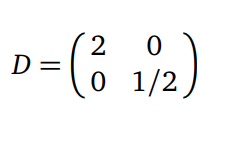 D = ( 2 0
0 1/2 )